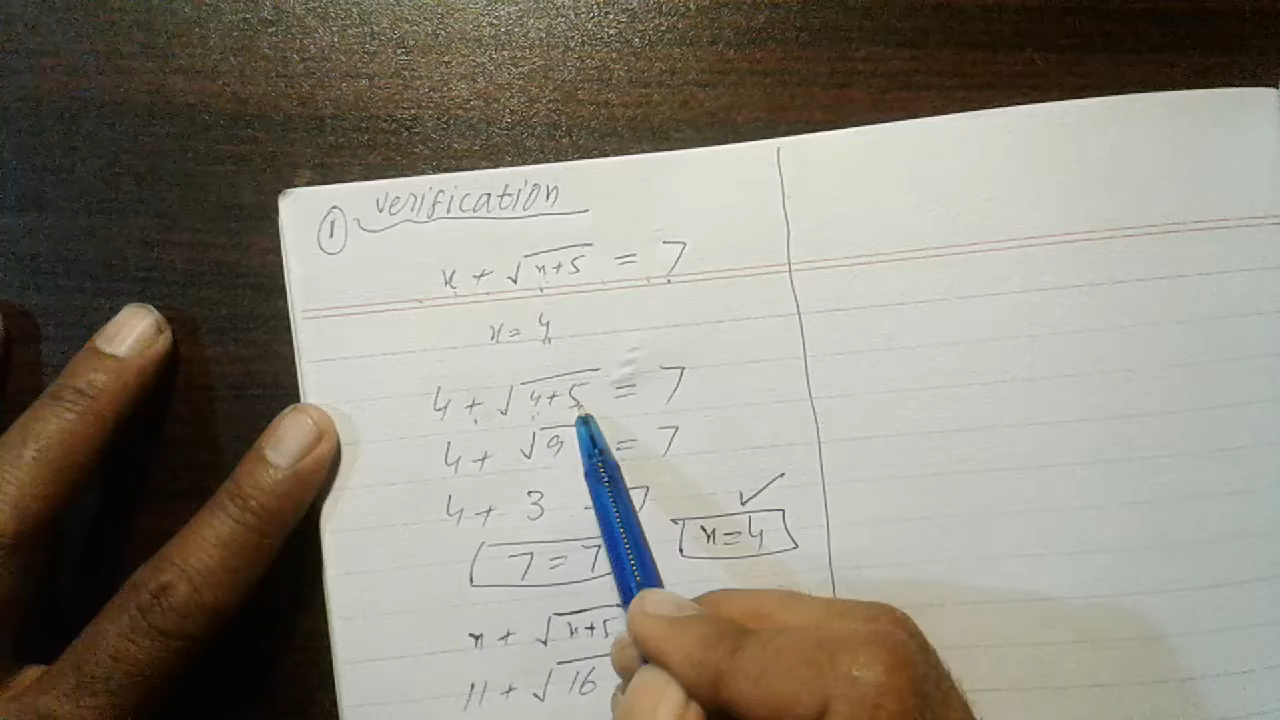 ① verification
x + √(x+5) = 7
x = 4
4 + √(4+5) = 7
4 + √9 = 7
4 + 3 = 7
7 = 7
✓
x = 4
x + √(x+5
11 + √16